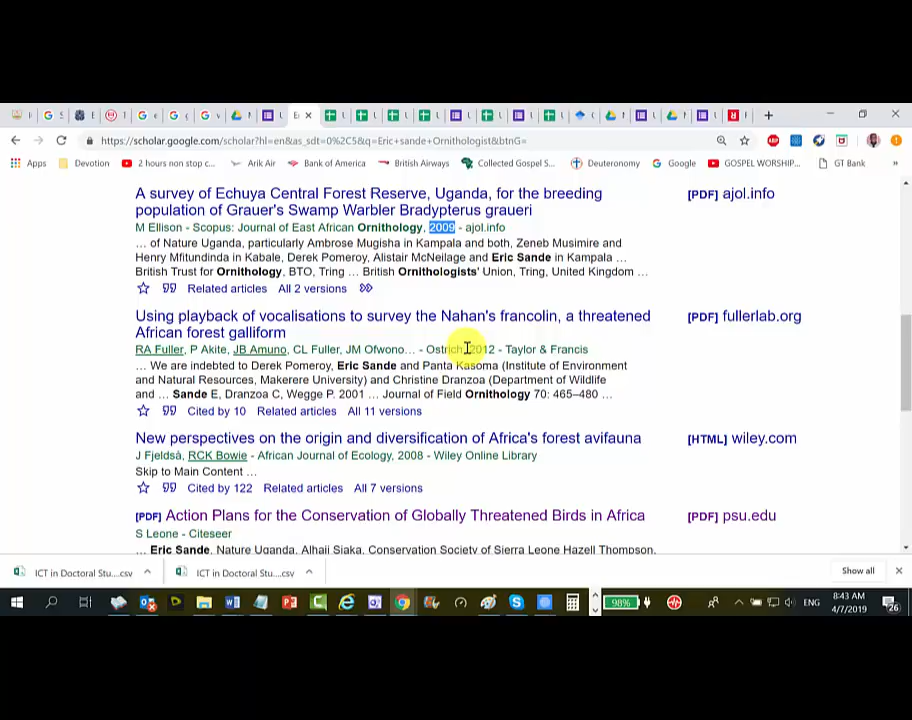 https://scholar.google.com/scholar?hl=en&as_sdt=0%2C5&q=Eric+sande+Ornithologist&btnG=
Apps Devotion 2 hours non stop c... Arik Air Bank of America British Airways Collected Gospel S... Deuteronomy Google GOSPEL WORSHIP... GT Bank »
A survey of Echuya Central Forest Reserve, Uganda, for the breeding [PDF] ajol.info
population of Grauer's Swamp Warbler Bradypterus graueri
M Ellison - Scopus: Journal of East African Ornithology, 2009 - ajol.info
... of Nature Uganda, particularly Ambrose Mugisha in Kampala and both, Zeneb Musimire and
Henry Mfitundinda in Kabale, Derek Pomeroy, Alistair McNeilage and Eric Sande in Kampala ...
British Trust for Ornithology, BTO, Tring ... British Ornithologists' Union, Tring, United Kingdom ...
Related articles All 2 versions
Using playback of vocalisations to survey the Nahan's francolin, a threatened [PDF] fullerlab.org
African forest galliform
RA Fuller, P Akite, JB Amuno, CL Fuller, JM Ofwono... - Ostrich, 2012 - Taylor & Francis
... We are indebted to Derek Pomeroy, Eric Sande and Panta Kasoma (Institute of Environment
and Natural Resources, Makerere University) and Christine Dranzoa (Department of Wildlife
and ... Sande E, Dranzoa C, Wegge P. 2001 ... Journal of Field Ornithology 70: 465–480 ...
Cited by 10 Related articles All 11 versions
New perspectives on the origin and diversification of Africa's forest avifauna [HTML] wiley.com
J Fjeldså, RCK Bowie - African Journal of Ecology, 2008 - Wiley Online Library
Skip to Main Content ...
Cited by 122 Related articles All 7 versions
[PDF] Action Plans for the Conservation of Globally Threatened Birds in Africa [PDF] psu.edu
S Leone - Citeseer
... Eric Sande, Nature Uganda, Alhaji Siaka, Conservation Society of Sierra Leone Hazell Thompson,
ICT in Doctoral Stu....csv ICT in Doctoral Stu....csv Show all
98% ENG 8:43 AM
4/7/2019 26